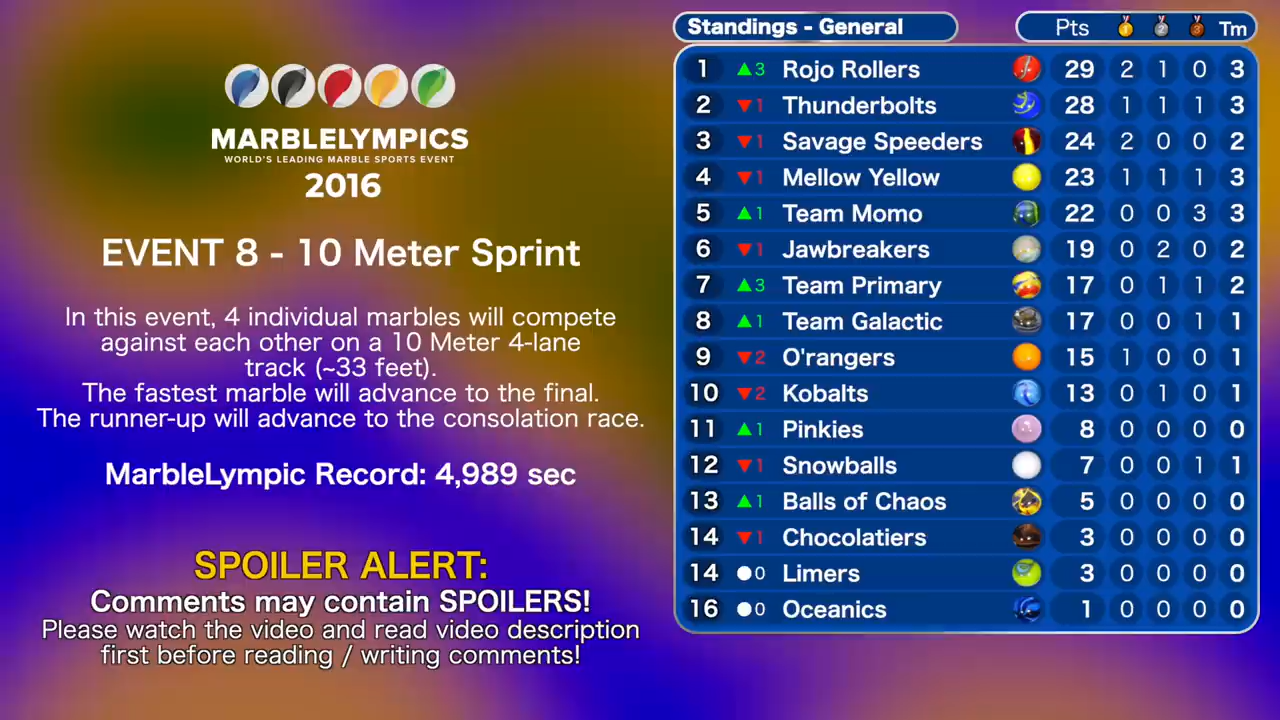 MARBLELYMPICS
WORLD'S LEADING MARBLE SPORTS EVENT
2016
EVENT 8 - 10 Meter Sprint
In this event, 4 individual marbles will compete
against each other on a 10 Meter 4-lane
track (~33 feet).
The fastest marble will advance to the final.
The runner-up will advance to the consolation race.
MarbleLympic Record: 4,989 sec
SPOILER ALERT:
Comments may contain SPOILERS!
Please watch the video and read video description
first before reading / writing comments!
Standings - General Pts 1 2 3 Tm
1 ▲3 Rojo Rollers 29 2 1 0 3
2 ▼1 Thunderbolts 28 1 1 1 3
3 ▼1 Savage Speeders 24 2 0 0 2
4 ▼1 Mellow Yellow 23 1 1 1 3
5 ▲1 Team Momo 22 0 0 3 3
6 ▼1 Jawbreakers 19 0 2 0 2
7 ▲3 Team Primary 17 0 1 1 2
8 ▲1 Team Galactic 17 0 0 1 1
9 ▼2 O'rangers 15 1 0 0 1
10 ▼2 Kobalts 13 0 1 0 1
11 ▲1 Pinkies 8 0 0 0 0
12 ▼1 Snowballs 7 0 0 1 1
13 ▲1 Balls of Chaos 5 0 0 0 0
14 ▼1 Chocolatiers 3 0 0 0 0
14 ●0 Limers 3 0 0 0 0
16 ●0 Oceanics 1 0 0 0 0